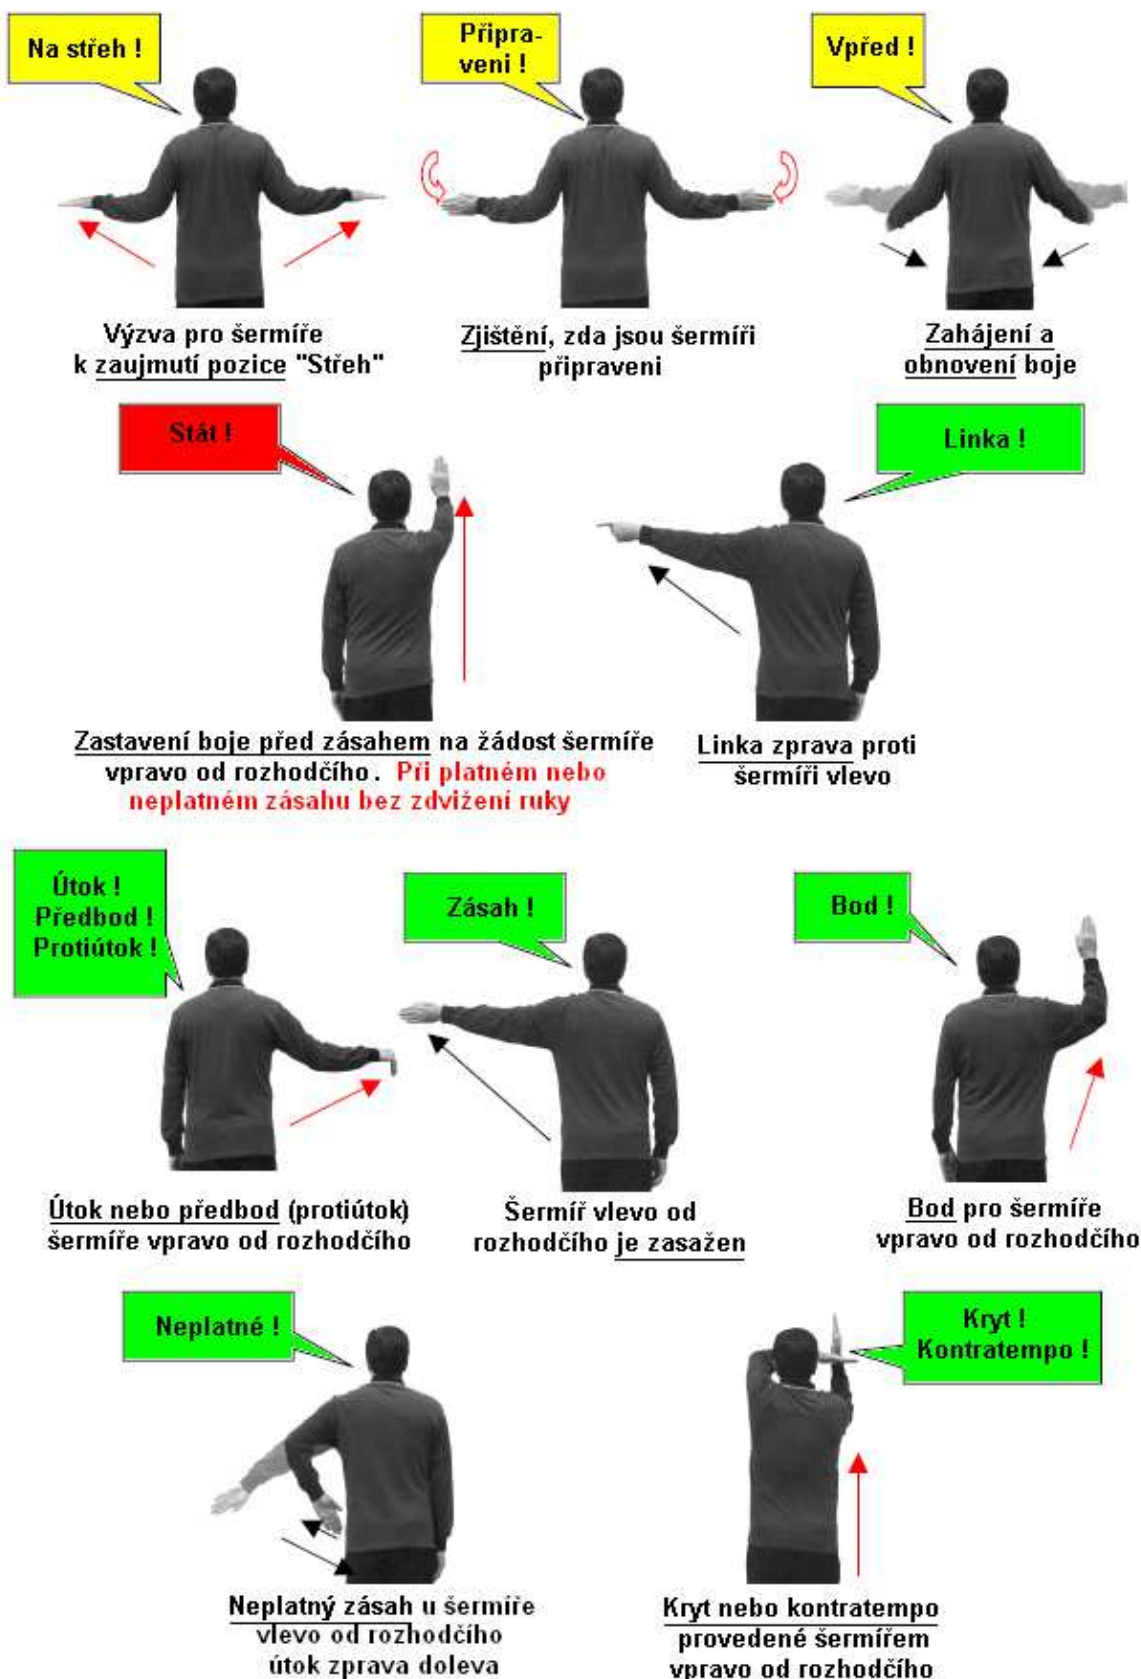 Na střeh !
Připra-
veni !
Vpřed !
Výzva pro šermíře
k zaujmutí pozice "Střeh"
Zjištění, zda jsou šermíři
připraveni
Zahájení a
obnovení boje
Stát !
Linka !
Zastavení boje před zásahem na žádost šermíře
vpravo od rozhodčího. Při platném nebo
neplatném zásahu bez zdvižení ruky
Linka zprava proti
šermíři vlevo
Útok !
Předbod !
Protiútok !
Zásah !
Bod !
Útok nebo předbod (protiútok)
šermíře vpravo od rozhodčího
Šermíř vlevo od
rozhodčího je zasažen
Bod pro šermíře
vpravo od rozhodčího
Neplatné !
Kryt !
Kontratempo !
Neplatný zásah u šermíře
vlevo od rozhodčího
útok zprava doleva
Kryt nebo kontratempo
provedené šermířem
vpravo od rozhodčího